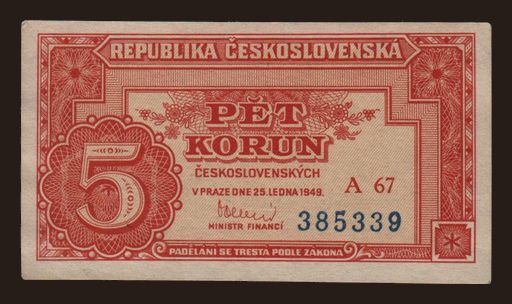 REPUBLIKA ČESKOSLOVENSKÁ
PĚT
KORUN
ČESKOSLOVENSKÝCH
V PRAZE DNE 25. LEDNA 1949.
A 67
MINISTR FINANCÍ
385339
5
PADĚLÁNÍ SE TRESTÁ PODLE ZÁKONA